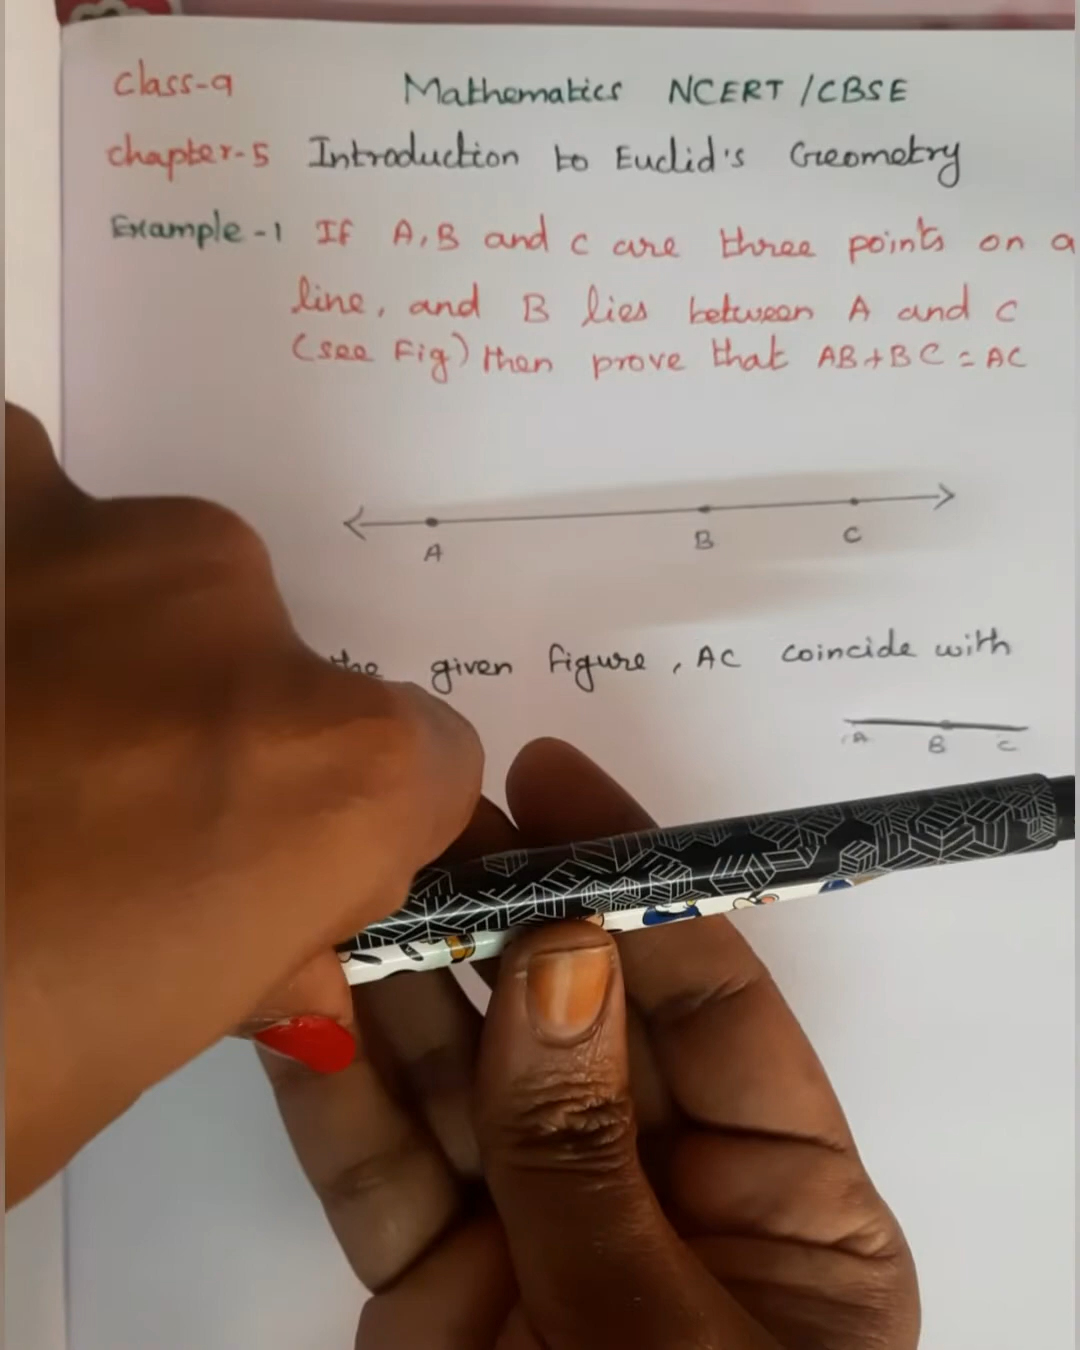 Class-9 Mathematics NCERT /CBSE
Chapter-5 Introduction to Euclid's Geometry
Example-1 If A,B and C are three points on a
line, and B lies between A and C
(see Fig) then prove that AB+BC=AC
A B C
the given figure, AC coincide with
A B C